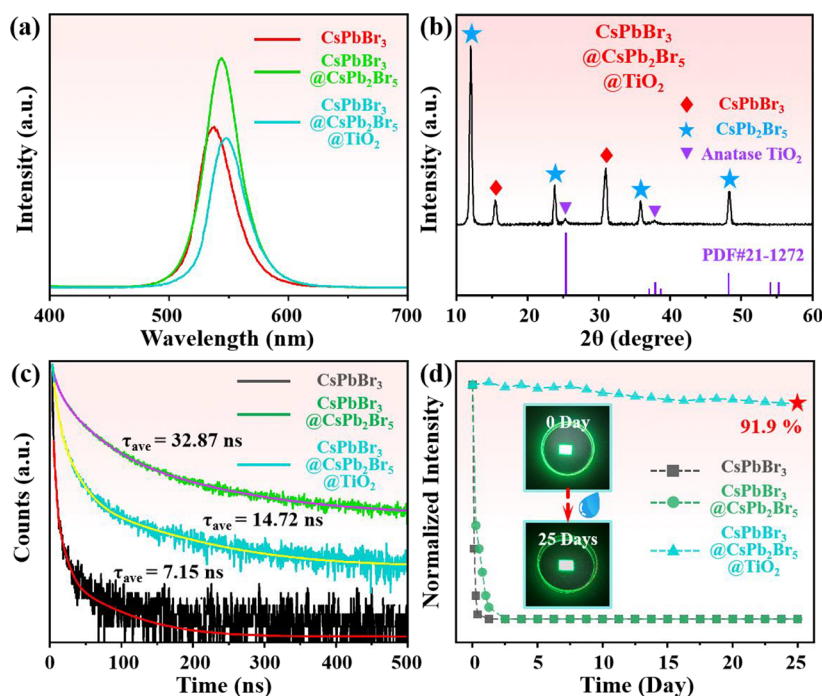 (a)
CsPbBr₃
CsPbBr₃
@CsPb₂Br₅
CsPbBr₃
@CsPb₂Br₅
@TiO₂
Intensity (a.u.)
400
500
600
700
Wavelength (nm)
(b)
CsPbBr₃
@CsPb₂Br₅
@TiO₂
CsPbBr₃
CsPb₂Br₅
Anatase TiO₂
PDF#21-1272
Intensity (a.u.)
10
20
30
40
50
60
2θ (degree)
(c)
CsPbBr₃
CsPbBr₃
@CsPb₂Br₅
CsPbBr₃
@CsPb₂Br₅
@TiO₂
τave = 32.87 ns
τave = 14.72 ns
τave = 7.15 ns
Counts (a.u.)
0
100
200
300
400
500
Time (ns)
(d)
91.9 %
0 Day
25 Days
CsPbBr₃
CsPbBr₃
@CsPb₂Br₅
CsPbBr₃
@CsPb₂Br₅
@TiO₂
Normalized Intensity
0
5
10
15
20
25
Time (Day)